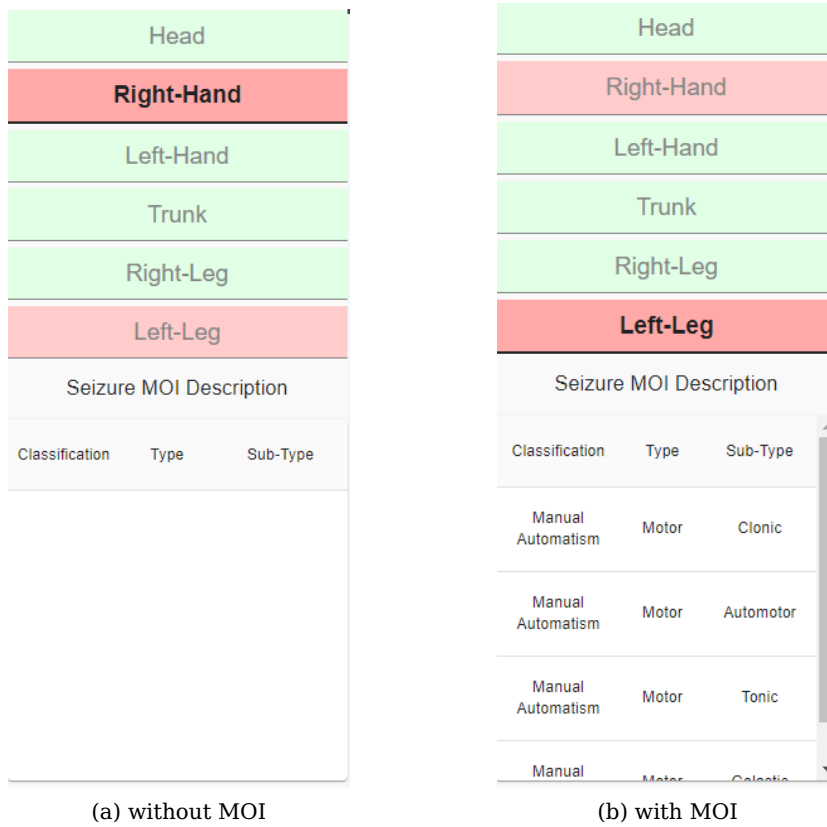 Head
Right-Hand
Left-Hand
Trunk
Right-Leg
Left-Leg
Seizure MOI Description
Classification Type Sub-Type
(a) without MOI
Head
Right-Hand
Left-Hand
Trunk
Right-Leg
Left-Leg
Seizure MOI Description
Classification Type Sub-Type
Manual
Automatism Motor Clonic
Manual
Automatism Motor Automotor
Manual
Automatism Motor Tonic
Manual
Motor Gelastic
(b) with MOI